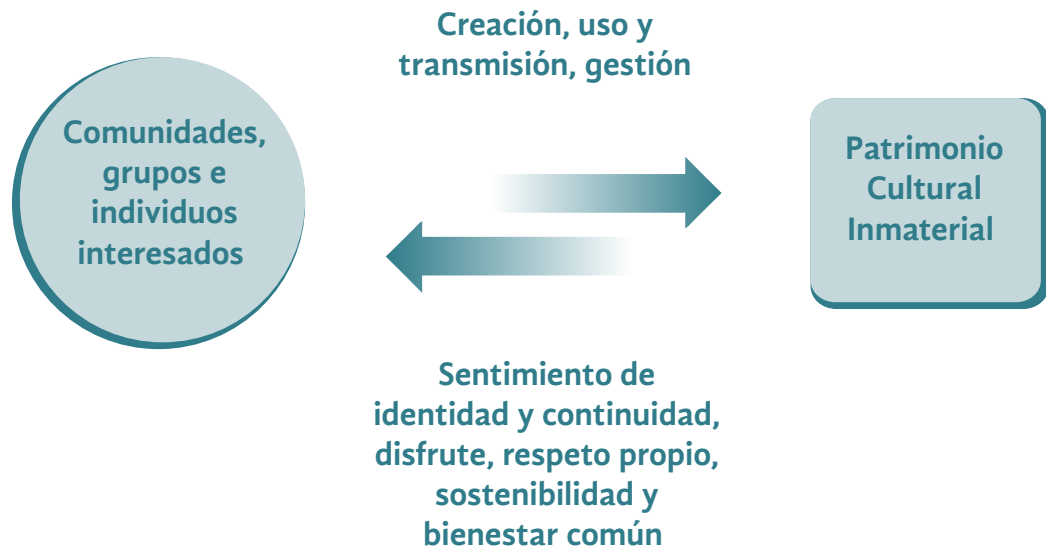 Creación, uso y
transmisión, gestión
Comunidades,
grupos e
individuos
interesados
Patrimonio
Cultural
Inmaterial
Sentimiento de
identidad y continuidad,
disfrute, respeto propio,
sostenibilidad y
bienestar común